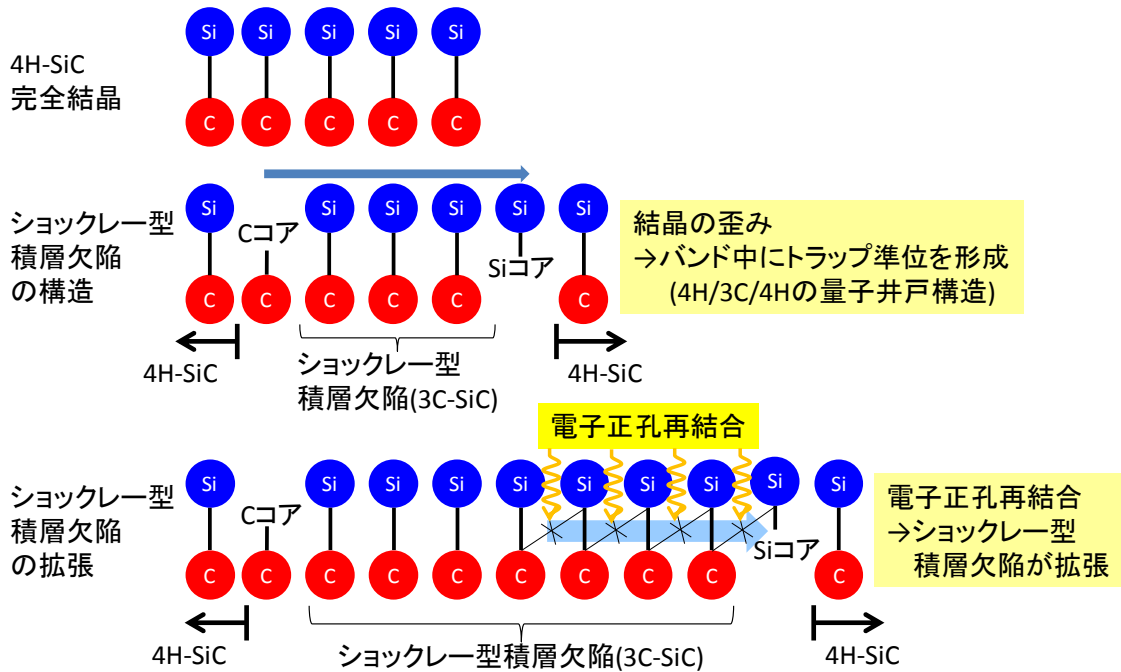 Si Si Si Si Si
4H-SiC
完全結晶
C C C C C
ショックレー型
積層欠陥
の構造
Si Si Si Si Si Si
Cコア
Siコア
C C C C C C
結晶の歪み
→バンド中にトラップ準位を形成
(4H/3C/4Hの量子井戸構造)
4H-SiC
ショックレー型
積層欠陥(3C-SiC)
4H-SiC
電子正孔再結合
ショックレー型
積層欠陥
の拡張
Si Si Si Si Si Si Si Si Si Si
Cコア
Siコア
C C C C C C C C C C
電子正孔再結合
→ショックレー型
積層欠陥が拡張
4H-SiC
ショックレー型積層欠陥(3C-SiC)
4H-SiC